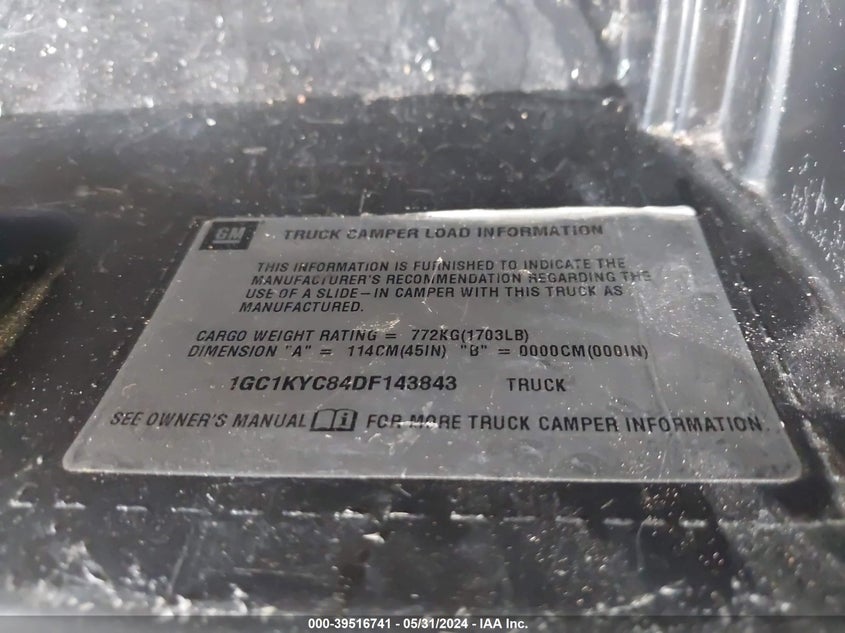 GM TRUCK CAMPER LOAD INFORMATION
THIS INFORMATION IS FURNISHED TO INDICATE THE
MANUFACTURER'S RECOMMENDATION REGARDING THE
USE OF A SLIDE-IN CAMPER WITH THIS TRUCK AS
MANUFACTURED.
CARGO WEIGHT RATING = 772KG(1703LB)
DIMENSION "A" = 114CM(45IN) "B" = 0000CM(000IN)
1GC1KYC84DF143843 TRUCK
SEE OWNER'S MANUAL FOR MORE TRUCK CAMPER INFORMATION.
000-39516741 / 05/31/2024 - IAA Inc.